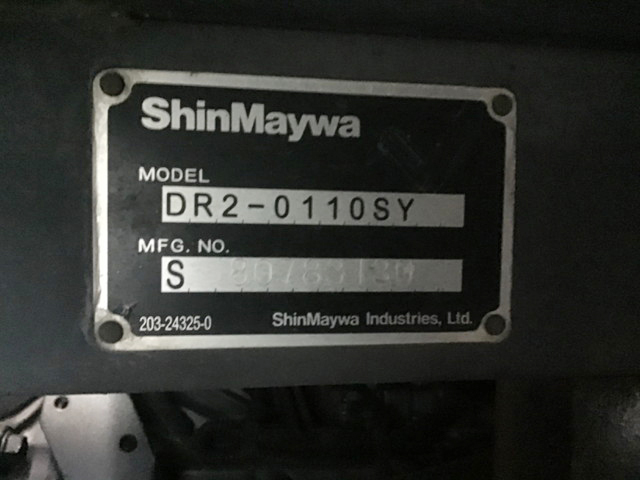 ShinMaywa
MODEL
DR2-0110SY
MFG. NO.
S
203-24325-0 ShinMaywa Industries, Ltd.